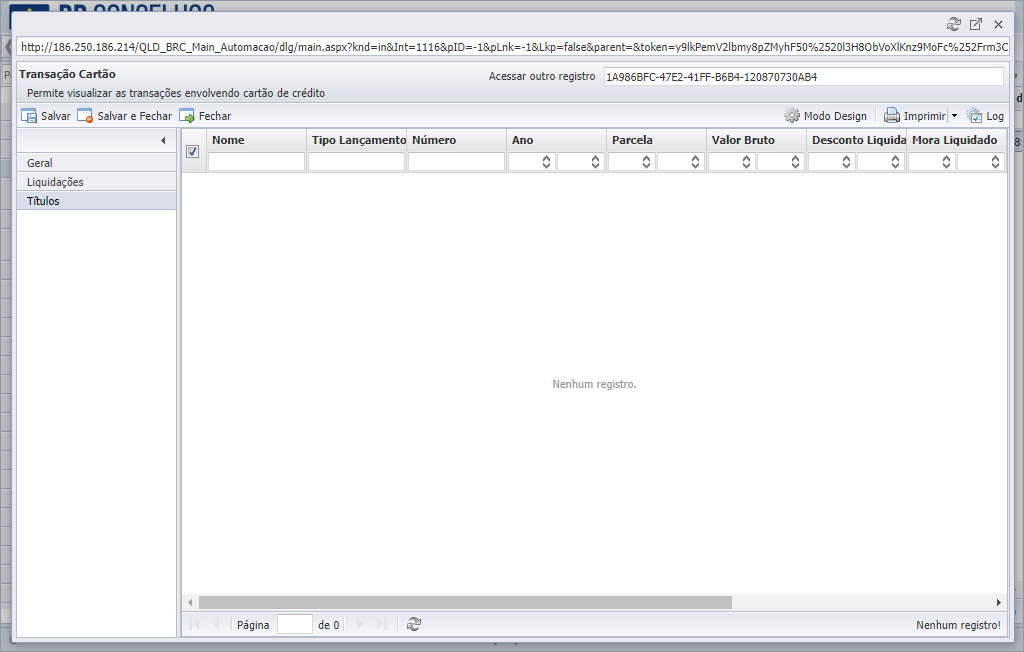 BR CONSELHOS
http://186.250.186.214/QLD_BRC_Main_Automacao/dlg/main.aspx?knd=in&Int=1116&pID=-1&pLnk=-1&Lkp=false&parent=&token=y9lkPemV2lbmy8pZMyhF50%2520l3H8ObVoXlKnz9MoFc%252Frm3C
Transação Cartão
Acessar outro registro 1A986BFC-47E2-41FF-B6B4-120870730AB4
Permite visualizar as transações envolvendo cartão de crédito
Salvar Salvar e Fechar Fechar Modo Design Imprimir Log
Nome Tipo Lançamento Número Ano Parcela Valor Bruto Desconto Liquida Mora Liquidado
Geral
Liquidações
Títulos
Nenhum registro.
Página de 0 Nenhum registro!